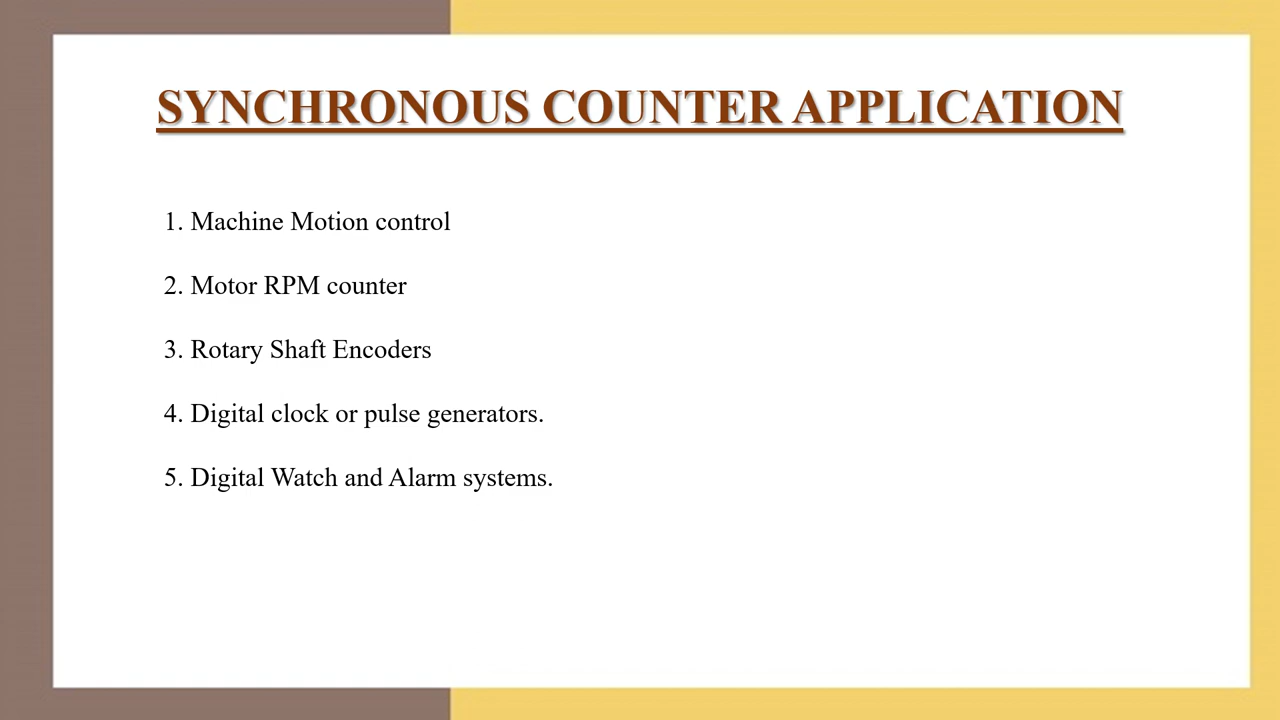 SYNCHRONOUS COUNTER APPLICATION
1. Machine Motion control
2. Motor RPM counter
3. Rotary Shaft Encoders
4. Digital clock or pulse generators.
5. Digital Watch and Alarm systems.